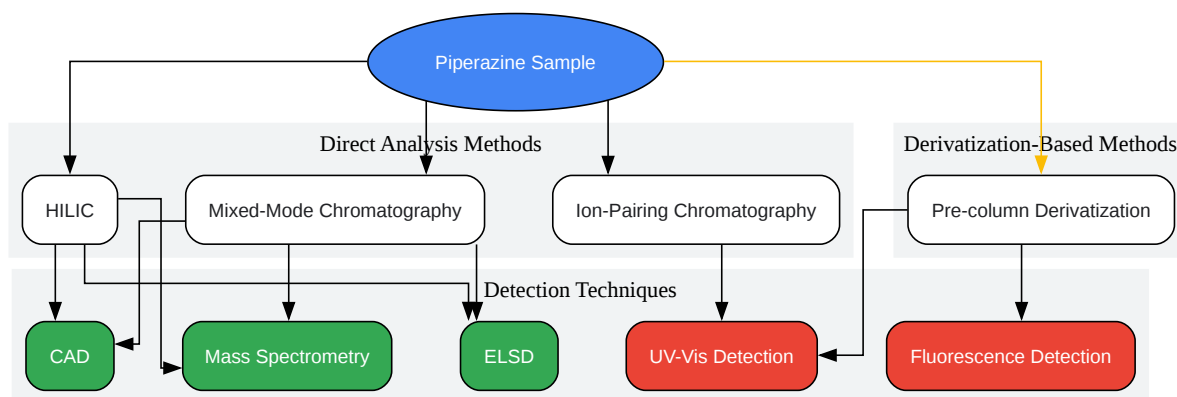 Piperazine Sample
Direct Analysis Methods
Derivatization-Based Methods
HILIC
Mixed-Mode Chromatography
Ion-Pairing Chromatography
Pre-column Derivatization
Detection Techniques
CAD
Mass Spectrometry
ELSD
UV-Vis Detection
Fluorescence Detection